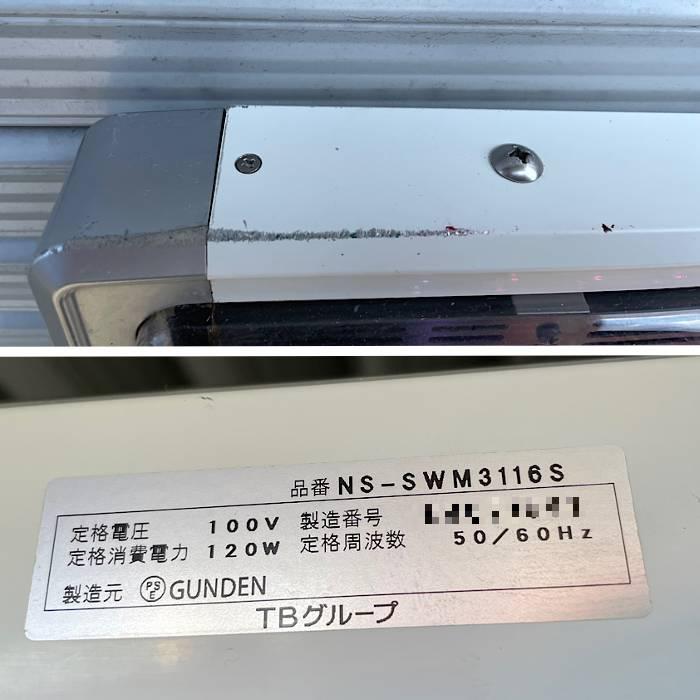 品番 NS-SWM3116S
定格電圧 100V 製造番号
定格消費電力 120W 定格周波数 50/60Hz
製造元 PSE GUNDEN
TBグループ